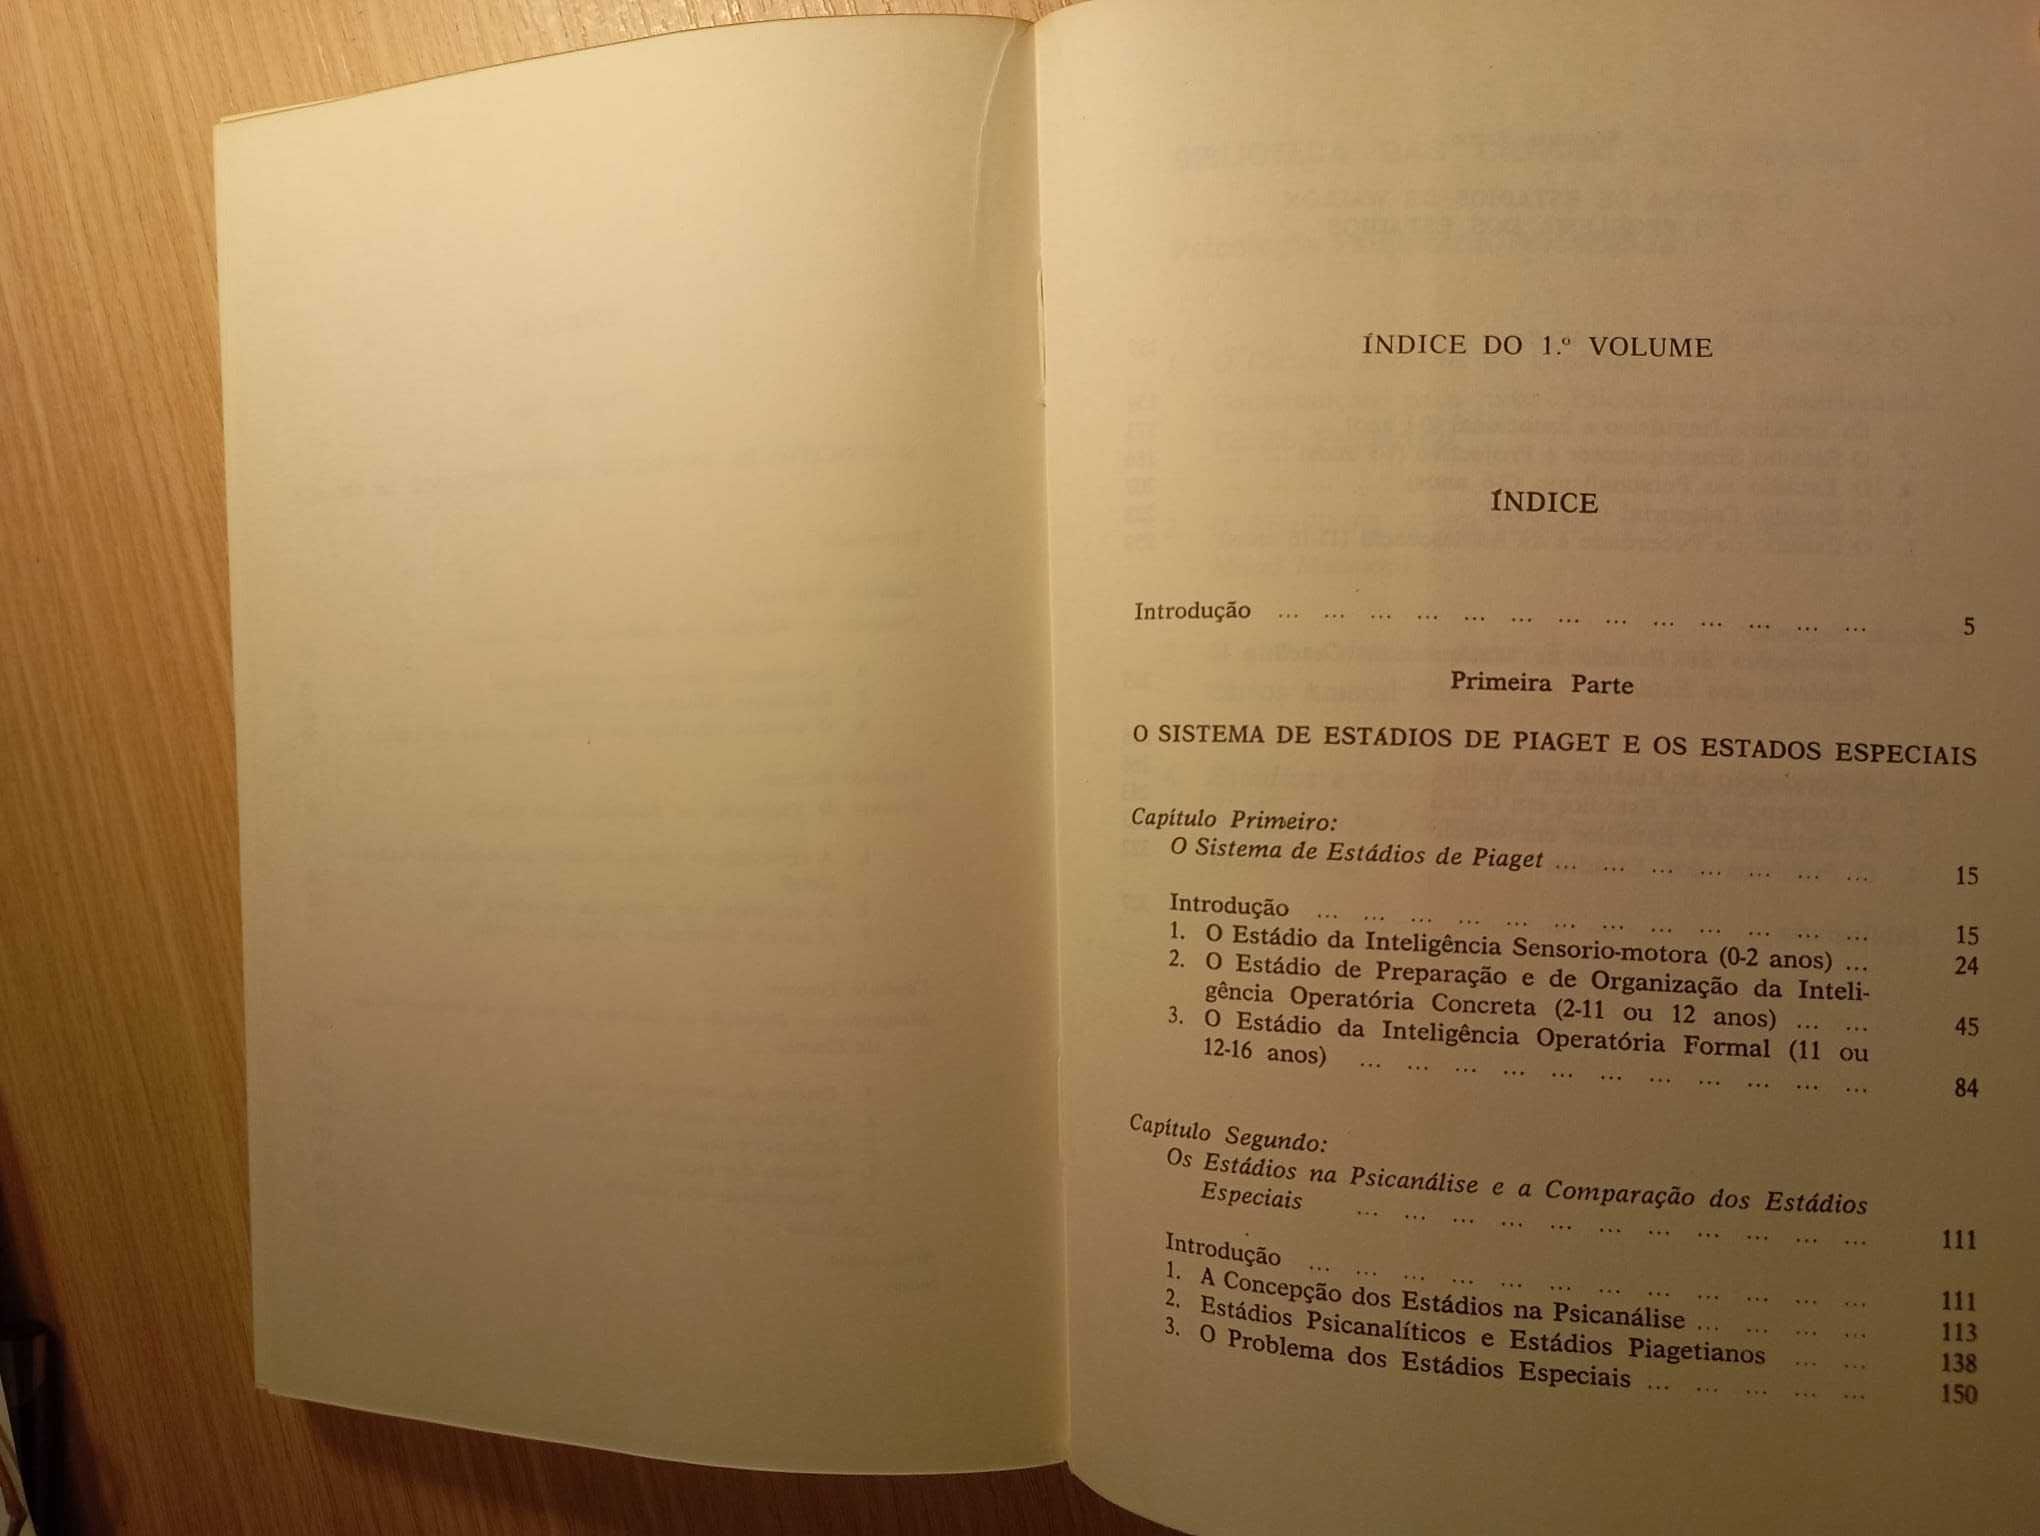 ÍNDICE DO 1.º VOLUME
ÍNDICE
Introdução ... ... ... ... ... ... ... ... ... ... ... ... ... 5
Primeira Parte
O SISTEMA DE ESTÁDIOS DE PIAGET E OS ESTADOS ESPECIAIS
Capítulo Primeiro:
O Sistema de Estádios de Piaget ... ... ... ... ... ... ... 15
Introdução ... ... ... ... ... ... ... ... ... ... ... ... 15
1. O Estádio da Inteligência Sensorio-motora (0-2 anos) ... 24
2. O Estádio de Preparação e de Organização da Inteli-
gência Operatória Concreta (2-11 ou 12 anos) ... ... 45
3. O Estádio da Inteligência Operatória Formal (11 ou
12-16 anos) ... ... ... ... ... ... ... ... ... ... ... 84
Capítulo Segundo:
Os Estádios na Psicanálise e a Comparação dos Estádios
Especiais ... ... ... ... ... ... ... ... ... ... ... 111
Introdução ... ... ... ... ... ... ... ... ... ... ... ... 111
1. A Concepção dos Estádios na Psicanálise ... ... ... ... 113
2. Estádios Psicanalíticos e Estádios Piagetianos ... ... 138
3. O Problema dos Estádios Especiais ... ... ... ... ... 150